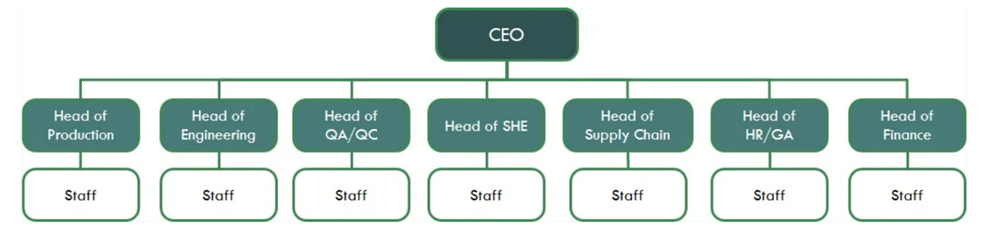 CEO
Head of
Production
Head of
Engineering
Head of
QA/QC
Head of SHE
Head of
Supply Chain
Head of
HR/GA
Head of
Finance
Staff
Staff
Staff
Staff
Staff
Staff
Staff